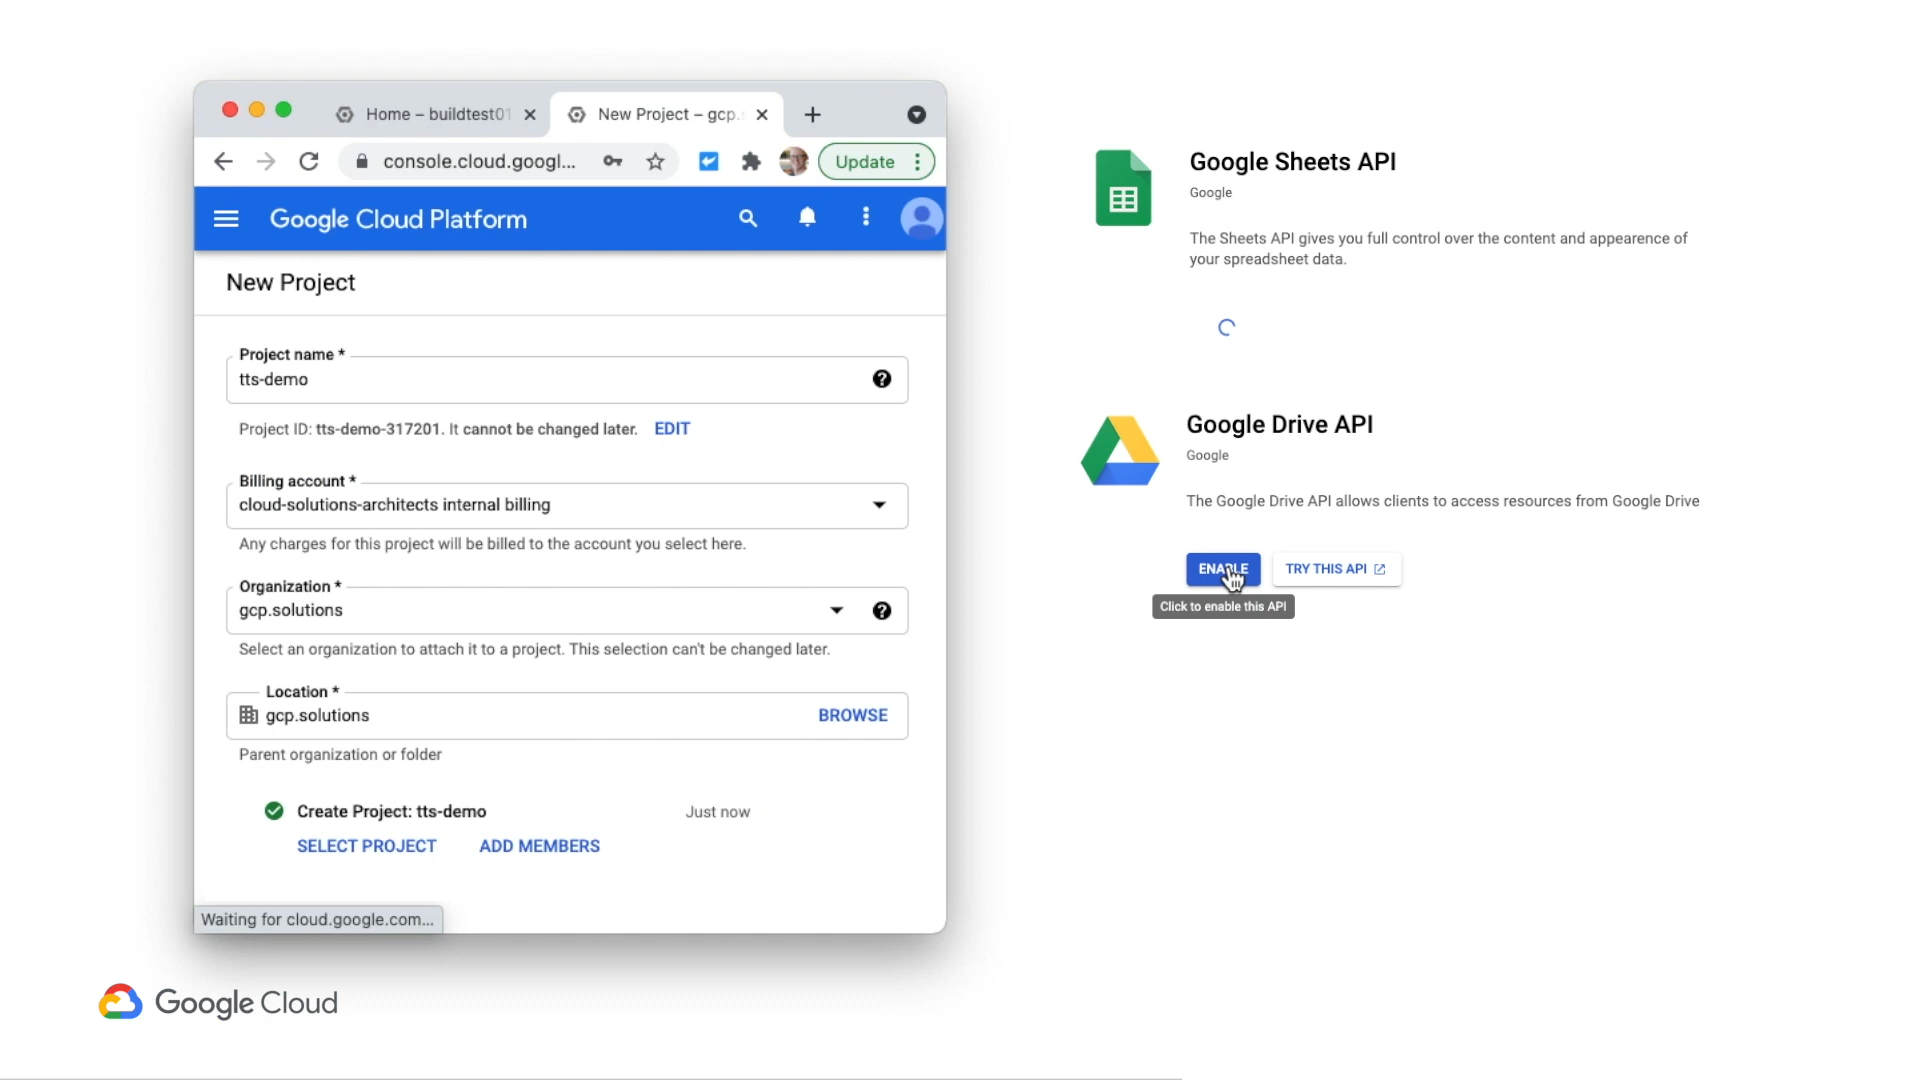 Home – buildtest01
New Project – gcp.
console.cloud.googl...
Update
Google Cloud Platform
New Project
Project name *
tts-demo
Project ID: tts-demo-317201. It cannot be changed later. EDIT
Billing account *
cloud-solutions-architects internal billing
Any charges for this project will be billed to the account you select here.
Organization *
gcp.solutions
Select an organization to attach it to a project. This selection can't be changed later.
Location *
gcp.solutions
BROWSE
Parent organization or folder
Create Project: tts-demo
Just now
SELECT PROJECT
ADD MEMBERS
Waiting for cloud.google.com...
Google Cloud
Google Sheets API
Google
The Sheets API gives you full control over the content and appearence of
your spreadsheet data.
Google Drive API
Google
The Google Drive API allows clients to access resources from Google Drive
ENABLE
TRY THIS API
Click to enable this API